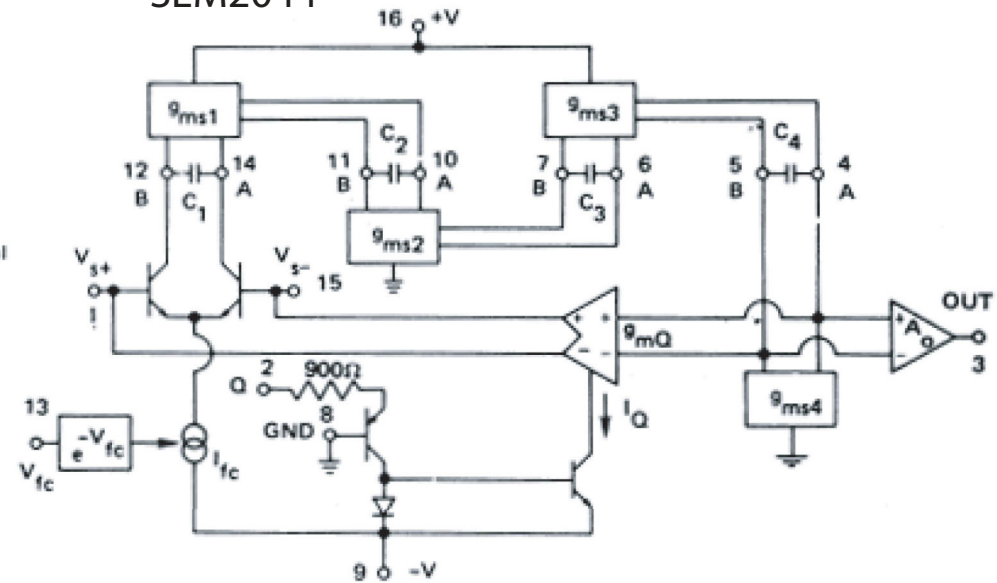 16 +V
gms1
gms3
C2
C4
12 14
11 10
7 6
5 4
B A
B A
B A
B A
C1
C3
gms2
Vs+
Vs- 15
1
+ +
- -
gmQ
+
-
Ao
OUT
3
2 900Ω
Q
8
GND
IQ
gms4
13
e-Vfc
Vfc
Ifc
9 -V